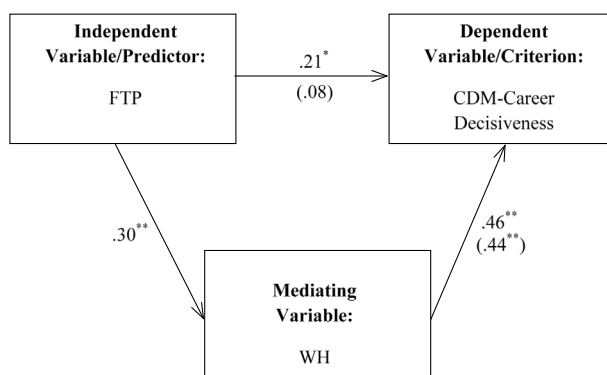 Independent
Variable/Predictor:
FTP
.21*
(.08)
Dependent
Variable/Criterion:
CDM-Career
Decisiveness
.30**
.46**
(.44**)
Mediating
Variable:
WH